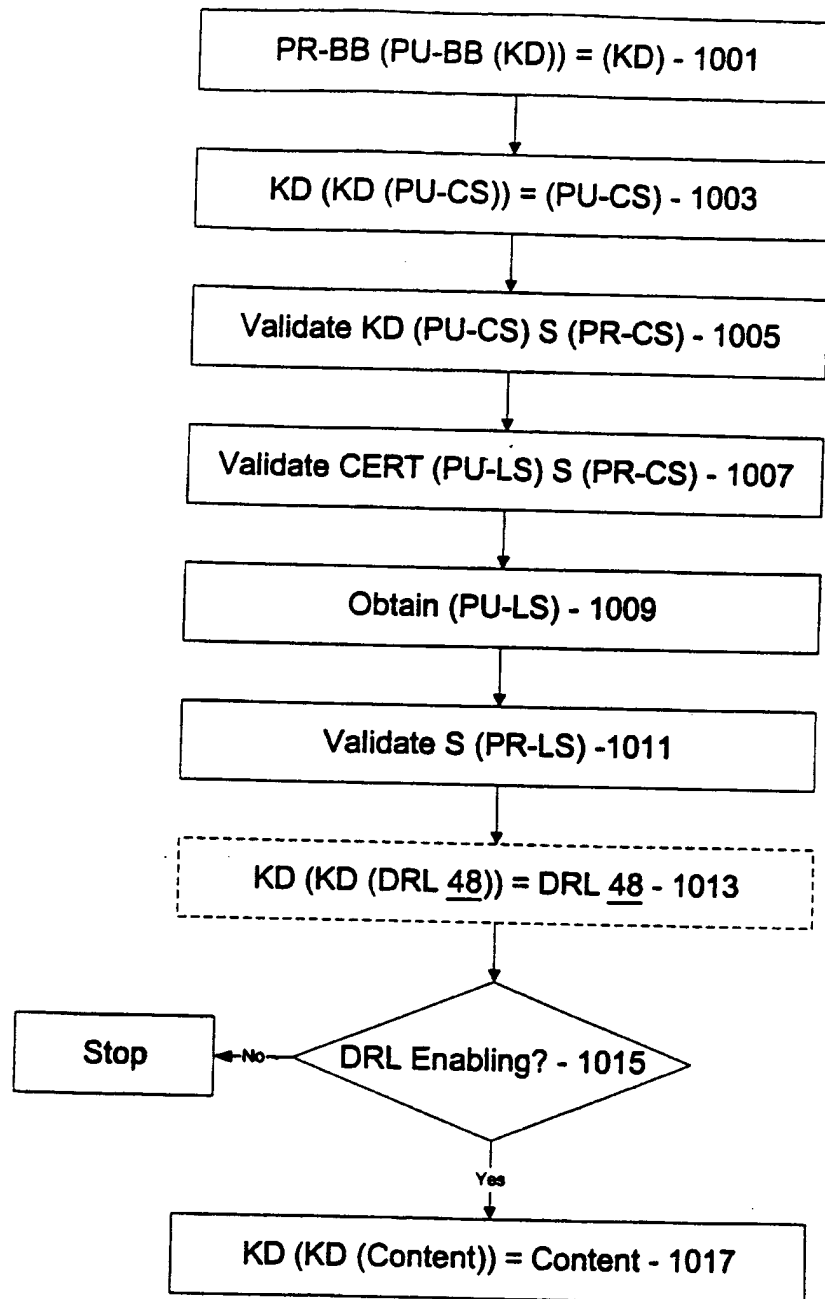 PR-BB (PU-BB (KD)) = (KD) - 1001
KD (KD (PU-CS)) = (PU-CS) - 1003
Validate KD (PU-CS) S (PR-CS) - 1005
Validate CERT (PU-LS) S (PR-CS) - 1007
Obtain (PU-LS) - 1009
Validate S (PR-LS) -1011
KD (KD (DRL 48)) = DRL 48 - 1013
DRL Enabling? - 1015
No
Stop
Yes
KD (KD (Content)) = Content - 1017